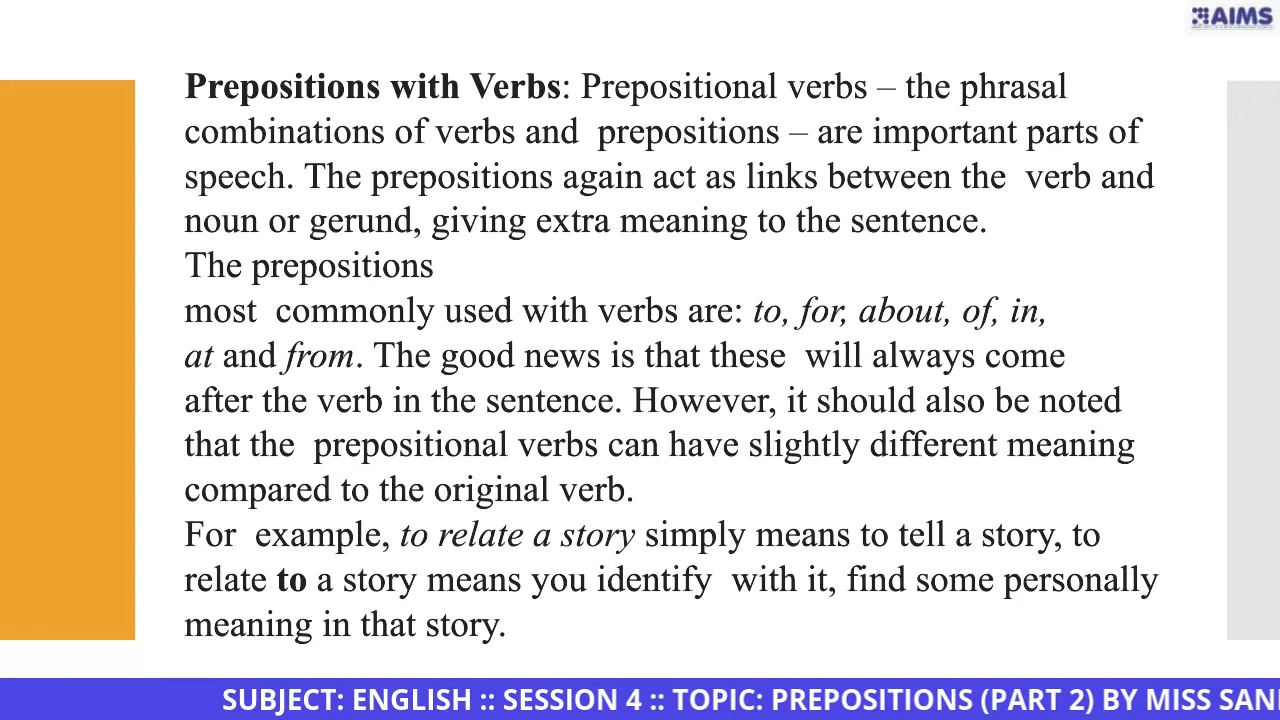 AIMS
Prepositions with Verbs: Prepositional verbs – the phrasal
combinations of verbs and prepositions – are important parts of
speech. The prepositions again act as links between the verb and
noun or gerund, giving extra meaning to the sentence.
The prepositions
most commonly used with verbs are: to, for, about, of, in,
at and from. The good news is that these will always come
after the verb in the sentence. However, it should also be noted
that the prepositional verbs can have slightly different meaning
compared to the original verb.
For example, to relate a story simply means to tell a story, to
relate to a story means you identify with it, find some personally
meaning in that story.
SUBJECT: ENGLISH :: SESSION 4 :: TOPIC: PREPOSITIONS (PART 2) BY MISS SAN